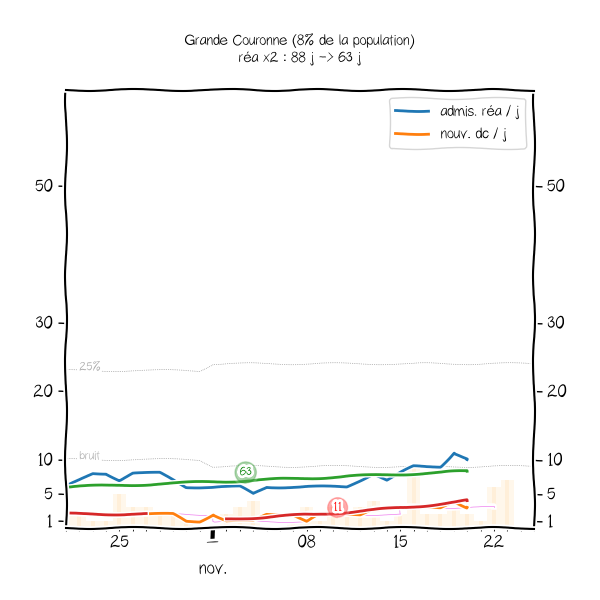 Grande Couronne (8% de la population)
réa x2 : 88 j -> 63 j
admis. réa / j
nouv. dc / j
50 50
30 30
25%
20 20
bruit
10 10
63
5 5
11
1 1
25 1 08 15 22
nov.